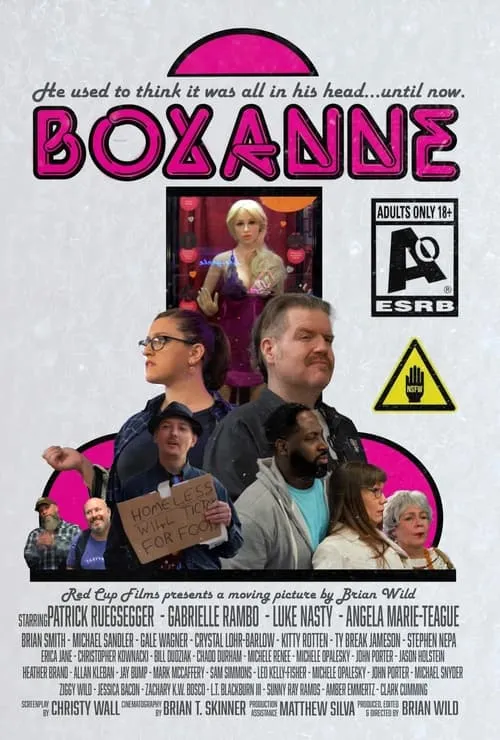 He used to think it was all in his head...until now.
BOXANNE
ADULTS ONLY 18+
AO
®
ESRB
NSFW
HOMELESS
WILL TICTOC
FOR FOOD
Red Cup Films presents a moving picture by Brian Wild
STARRING PATRICK RUEGSEGGER - GABRIELLE RAMBO - LUKE NASTY - ANGELA MARIE-TEAGUE
BRIAN SMITH - MICHAEL SANDLER - GALE WAGNER - CRYSTAL LOHR-BARLOW - KITTY ROTTEN - TY BREAK JAMESON - STEPHEN NEPA
ERICA JANE - CHRISTOPHER KOWNACKI - BILL DUDZIAK - CHADD DURHAM - MICHELE RENEE - MICHELE OPALESKY - JOHN PORTER - JASON HOLSTEIN
HEATHER BRAND - ALLAN KLEBAN - JAY BUMP - MARK MCCAFFERY - SAM SIMMONS - LEO KELLY-FISHER - MICHELE OPALESKY - JOHN PORTER - MICHAEL SNYDER
ZIGGY WILD - JESSICA BACON - ZACHARY K.W. BOSCO - LT. BLACKBURN III - SUNNY RAY RAMOS - AMBER EMMERTZ - CLARK CUMMING
SCREENPLAY BY CHRISTY WALL CINEMATOGRAPHY BY BRIAN T. SKINNER PRODUCTION ASSISTANCE MATTHEW SILVA PRODUCED, EDITED & DIRECTED BY BRIAN WILD